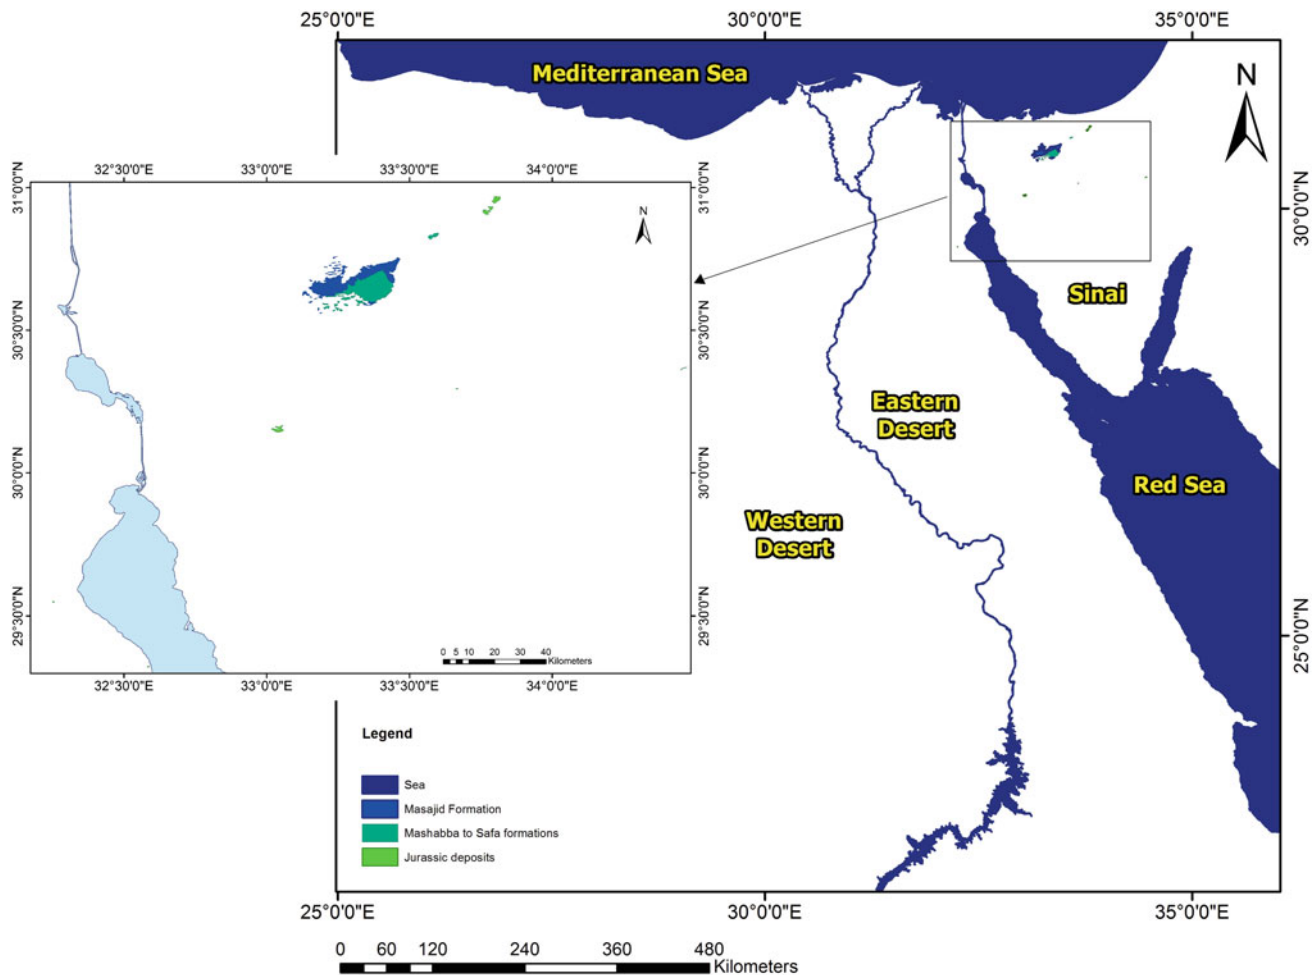 25°0'0"E
30°0'0"E
35°0'0"E
Mediterranean Sea
N
32°30'0"E
33°0'0"E
33°30'0"E
34°0'0"E
31°0'0"N
31°0'0"N
N
30°0'0"N
Sinai
30°30'0"N
30°30'0"N
Eastern
Desert
30°0'0"N
30°0'0"N
Red Sea
Western
Desert
29°30'0"N
29°30'0"N
25°0'0"N
0 5 10 20 30 40
Kilometers
32°30'0"E
33°0'0"E
33°30'0"E
34°0'0"E
Legend
Sea
Masajid Formation
Mashabba to Safa formations
Jurassic deposits
25°0'0"E
30°0'0"E
35°0'0"E
0 60 120 240 360 480
Kilometers